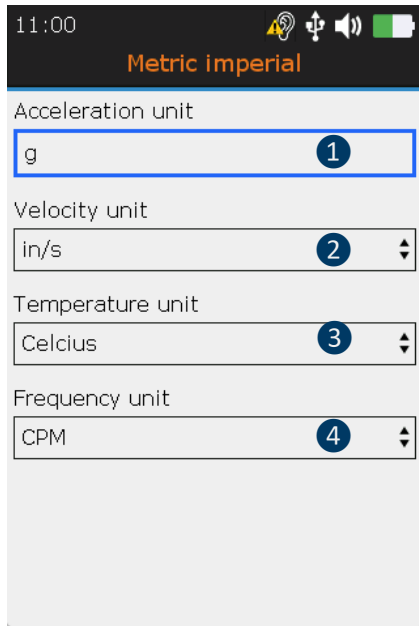 11:00
Metric imperial
Acceleration unit
g 1
Velocity unit
in/s 2
Temperature unit
Celcius 3
Frequency unit
CPM 4